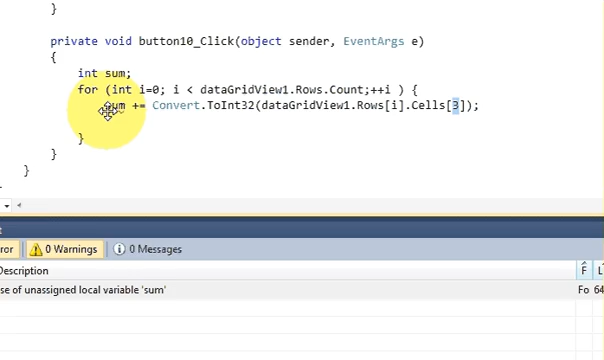 }
private void button10_Click(object sender, EventArgs e)
{
int sum;
for (int i=0; i < dataGridView1.Rows.Count;++i ) {
sum += Convert.ToInt32(dataGridView1.Rows[i].Cells[3]);
}
}
}
0 Warnings
0 Messages
Description
F
of unassigned local variable 'sum'
Fo
64